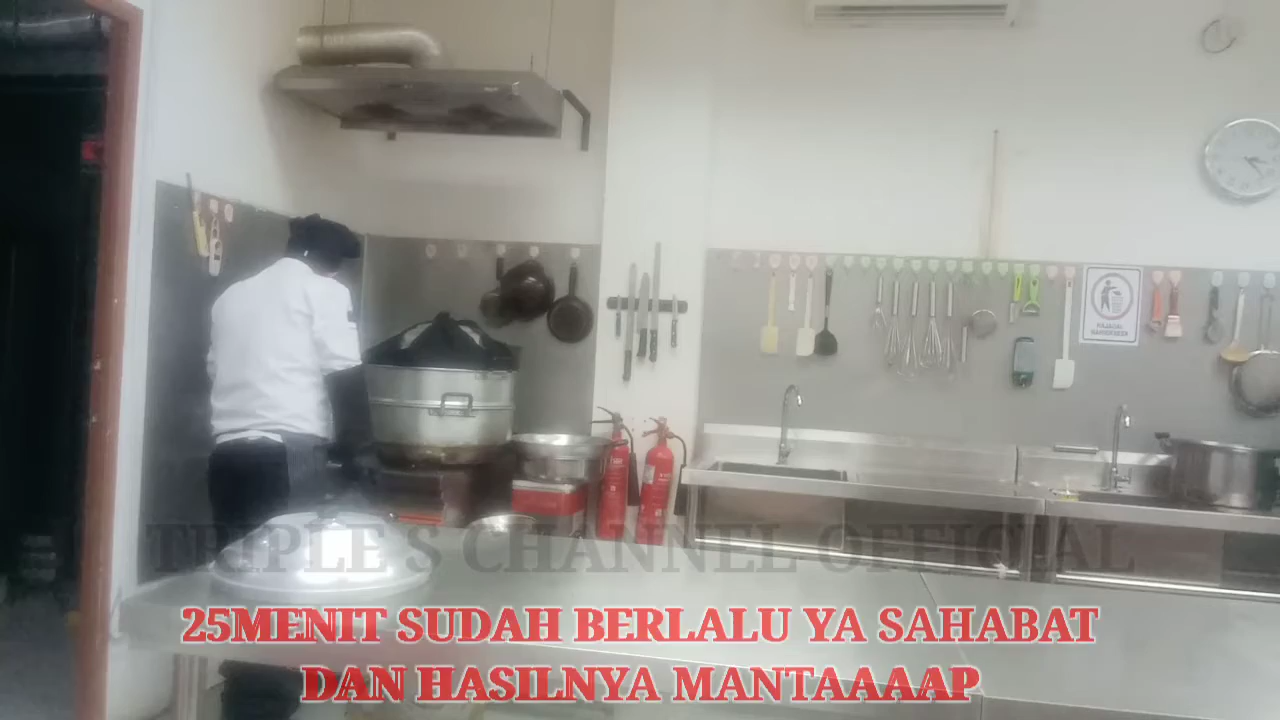 TRIPLE S CHANNEL OFFICIAL
25MENIT SUDAH BERLALU YA SAHABAT
DAN HASILNYA MANTAAAAP